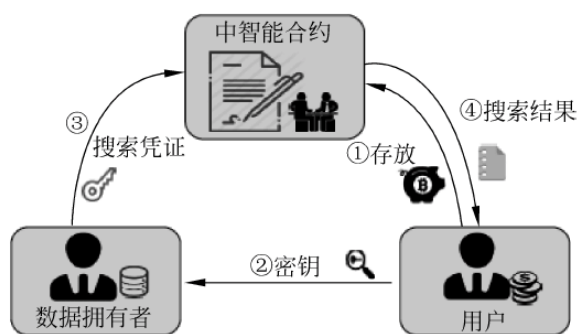 中智能合约
③
搜索凭证
④搜索结果
①存放
②密钥
数据拥有者
用户